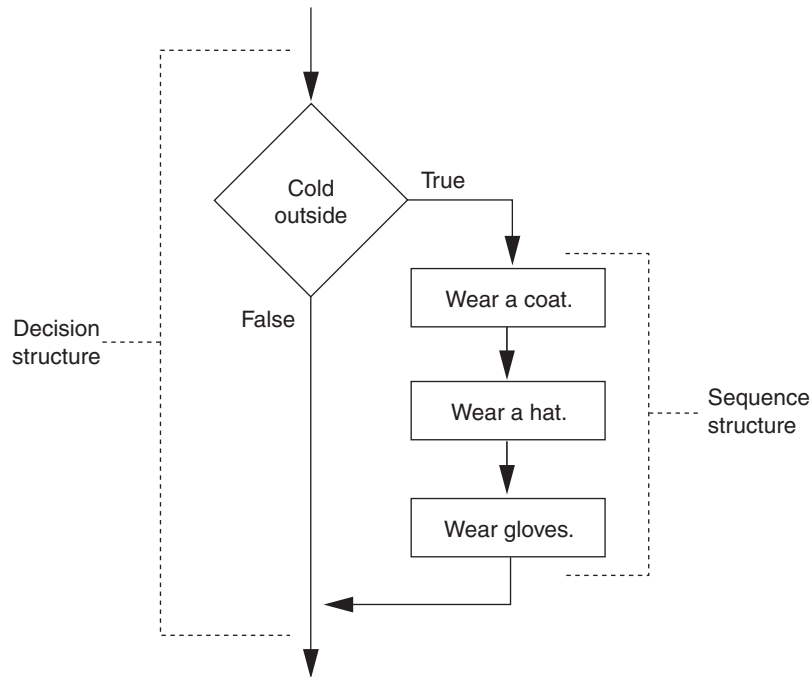 Cold
outside
True
False
Wear a coat.
Wear a hat.
Wear gloves.
Decision
structure
Sequence
structure